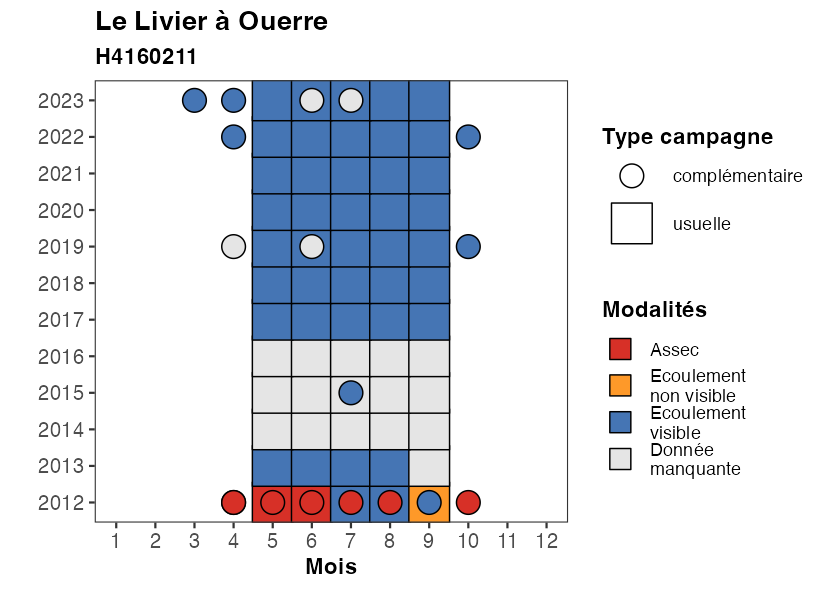 Le Livier à Ouerre
H4160211
2023
2022
2021
2020
2019
2018
2017
2016
2015
2014
2013
2012
1 2 3 4 5 6 7 8 9 10 11 12
Mois
Type campagne
complémentaire
usuelle
Modalités
Assec
Ecoulement
non visible
Ecoulement
visible
Donnée
manquante